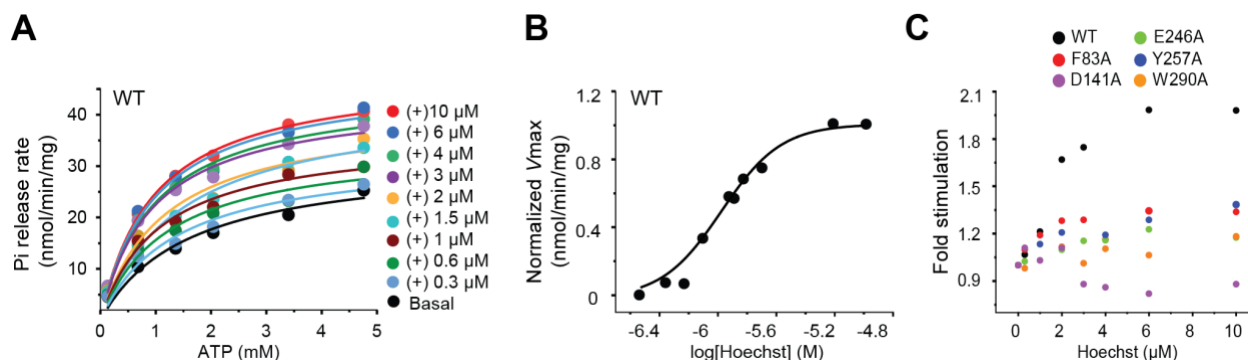 A
WT
Pi release rate
(nmol/min/mg)
40
30
20
10
0
1
2
3
4
5
ATP (mM)
(+) 10 µM
(+) 6 µM
(+) 4 µM
(+) 3 µM
(+) 2 µM
(+) 1.5 µM
(+) 1 µM
(+) 0.6 µM
(+) 0.3 µM
Basal
B
WT
Normalized Vmax
(nmol/min/mg)
1.2
0.8
0.4
0
-6.4
-6
-5.6
-5.2
-4.8
log[Hoechst] (M)
C
WT
F83A
D141A
E246A
Y257A
W290A
Fold stimulation
2.1
1.8
1.5
1.2
0.9
0
2
4
6
8
10
Hoechst (µM)